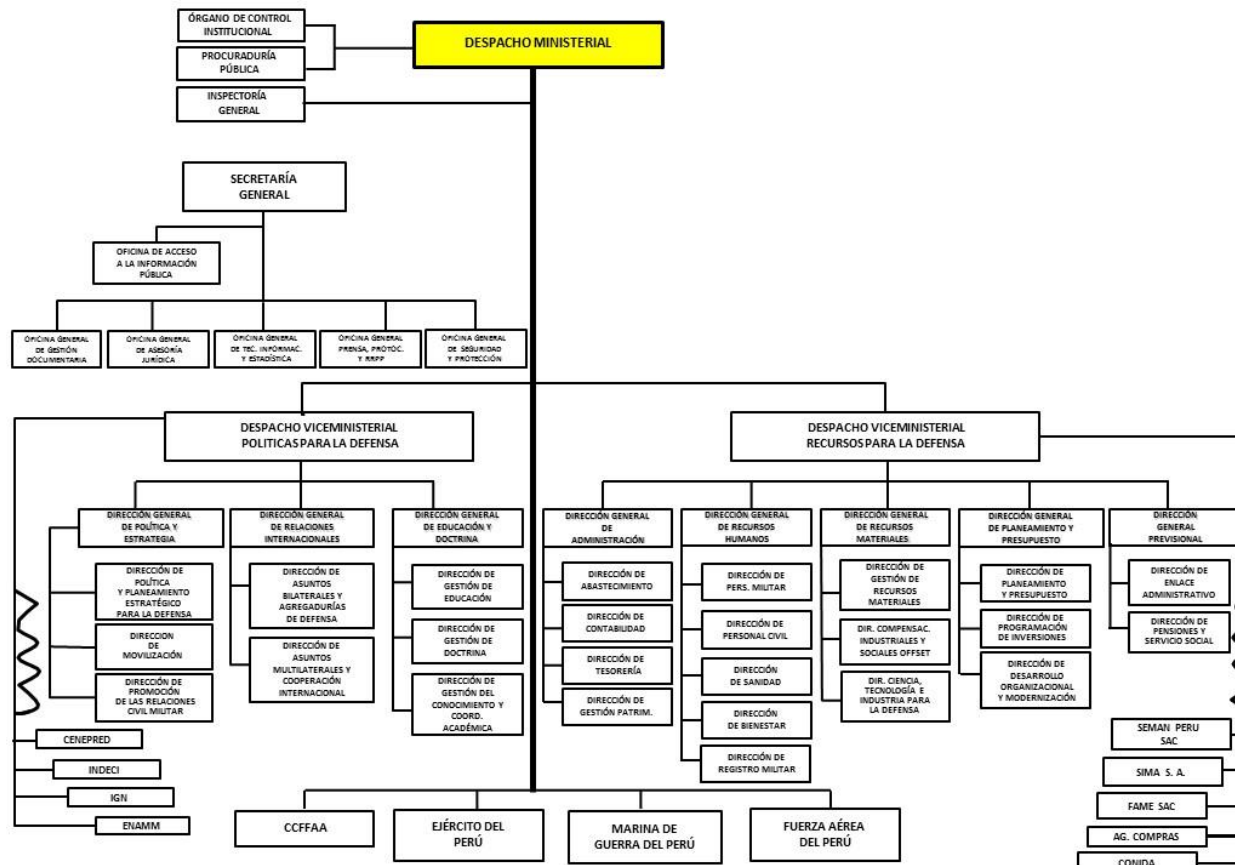 ÓRGANO DE CONTROL
INSTITUCIONAL
DESPACHO MINISTERIAL
PROCURADURÍA
PÚBLICA
INSPECTORÍA
GENERAL
SECRETARÍA
GENERAL
OFICINA DE ACCESO
A LA INFORMACIÓN
PÚBLICA
OFICINA GENERAL
DE GESTIÓN
DOCUMENTARIA
OFICINA GENERAL
DE ASESORÍA
JURÍDICA
OFICINA GENERAL
DE TEC. INFORMAC.
Y ESTADÍSTICA
OFICINA GENERAL
PRENSA, PROTOC.
Y RRPP
OFICINA GENERAL
DE SEGURIDAD
Y PROTECCIÓN
DESPACHO VICEMINISTERIAL
POLITICAS PARA LA DEFENSA
DESPACHO VICEMINISTERIAL
RECURSOS PARA LA DEFENSA
DIRECCIÓN GENERAL
DE POLÍTICA Y
ESTRATEGIA
DIRECCIÓN DE
POLÍTICA
Y PLANEAMIENTO
ESTRATÉGICO
PARA LA DEFENSA
DIRECCION
DE
MOVILIZACIÓN
DIRECCIÓN DE
PROMOCIÓN
DE LAS RELACIONES
CIVIL MILITAR
DIRECCIÓN GENERAL
DE RELACIONES
INTERNACIONALES
DIRECCIÓN DE
ASUNTOS
BILATERALES Y
AGREGADURÍAS
DE DEFENSA
DIRECCIÓN DE
ASUNTOS
MULTILATERALES Y
COOPERACIÓN
INTERNACIONAL
DIRECCIÓN GENERAL
DE EDUCACIÓN Y
DOCTRINA
DIRECCIÓN DE
GESTIÓN DE
EDUCACIÓN
DIRECCIÓN DE
GESTIÓN DE
DOCTRINA
DIRECCIÓN DE
GESTIÓN DEL
CONOCIMIENTO Y
COORD.
ACADÉMICA
DIRECCIÓN GENERAL
DE
ADMINISTRACIÓN
DIRECCIÓN DE
ABASTECIMIENTO
DIRECCIÓN DE
CONTABIUDAD
DIRECCIÓN DE
TESORERÍA
DIRECCIÓN DE
GESTIÓN PATRIM.
DIRECCIÓN GENERAL
DE RECURSOS
HUMANOS
DIRECCIÓN DE
PERS. MILITAR
DIRECCIÓN DE
PERSONAL CIVIL
DIRECCIÓN
DE SANIDAD
DIRECCIÓN
DE BIENESTAR
DIRECCIÓN DE
REGISTRO MILITAR
DIRECCIÓN GENERAL
DE RECURSOS
MATERIALES
DIRECCIÓN DE
GESTIÓN DE
RECURSOS
MATERIALES
DIR. COMPENSAC.
INDUSTRIALES Y
SOCIALES OFFSET
DIR. CIENCIA,
TECNOLOGÍA E
INDUSTRIA PARA
LA DEFENSA
DIRECCIÓN GENERAL
DE PLANEAMIENTO Y
PRESUPUESTO
DIRECCIÓN DE
PLANEAMIENTO
Y PRESUPUESTO
DIRECCIÓN DE
PROGRAMACIÓN
DE INVERSIONES
DIRECCIÓN DE
DESARROLLO
ORGANIZACIONAL
Y MODERNIZACIÓN
DIRECCIÓN
GENERAL
PREVISIONAL
DIRECCIÓN DE
ENLACE
ADMINISTRATIVO
DIRECCIÓN DE
PENSIONES Y
SERVICIO SOCIAL
CENEPRED
INDECI
IGN
ENAMM
SEMAN PERU
SAC
SIMA S. A.
FAME SAC
AG. COMPRAS
CONIDA
CCFFAA
EJÉRCITO DEL
PERÚ
MARINA DE
GUERRA DEL PERÚ
FUERZA AÉREA
DEL PERÚ